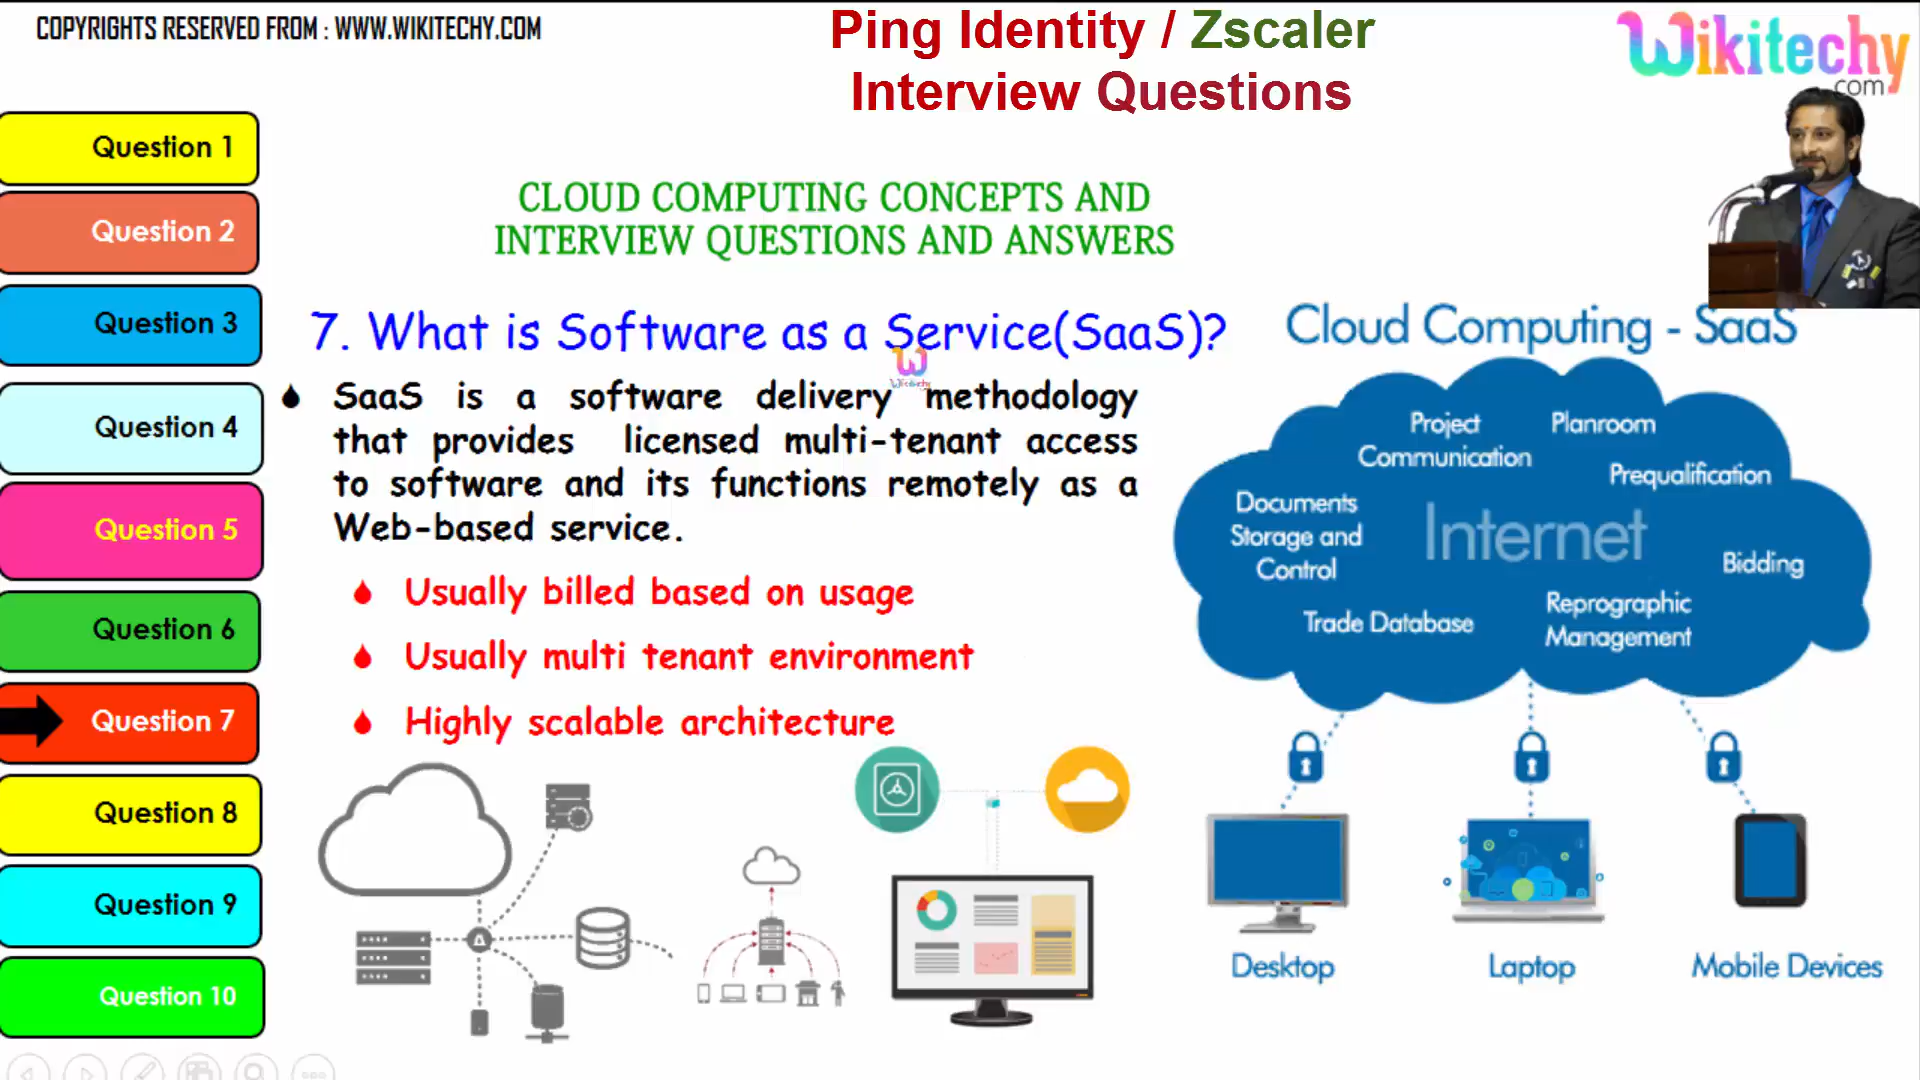 COPYRIGHTS RESERVED FROM : WWW.WIKITECHY.COM
Ping Identity / Zscaler
Interview Questions
Wikitechy
.com
CLOUD COMPUTING CONCEPTS AND
INTERVIEW QUESTIONS AND ANSWERS
Question 1
Question 2
Question 3
Question 4
Question 5
Question 6
Question 7
Question 8
Question 9
Question 10
7. What is Software as a Service(SaaS)?
Wikitechy
SaaS is a software delivery methodology
that provides licensed multi-tenant access
to software and its functions remotely as a
Web-based service.
Usually billed based on usage
Usually multi tenant environment
Highly scalable architecture
Cloud Computing - SaaS
Project
Communication
Planroom
Prequalification
Documents
Storage and
Control
Internet
Bidding
Trade Database
Reprographic
Management
Desktop
Laptop
Mobile Devices